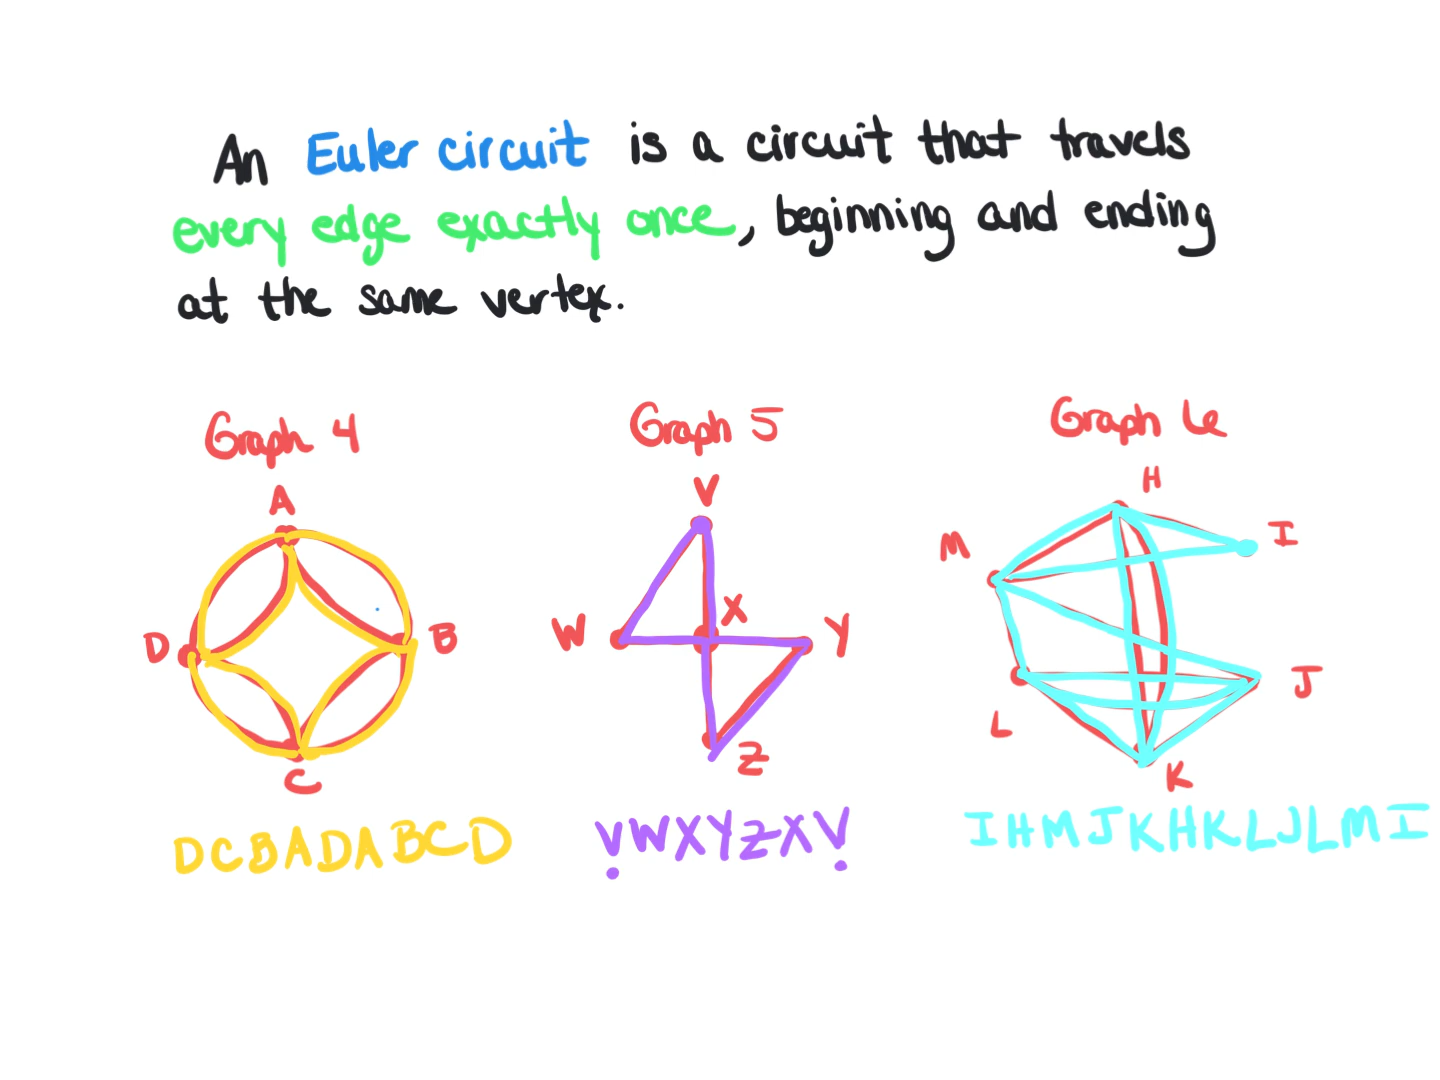 An Euler circuit is a circuit that travels
every edge exactly once, beginning and ending
at the same vertex.
Graph 4
Graph 5
Graph 6
A
D
B
C
V
W
X
Y
Z
H
I
M
J
L
K
DCBADABCD
VWXYZXV
IHMJKHKLJLMI